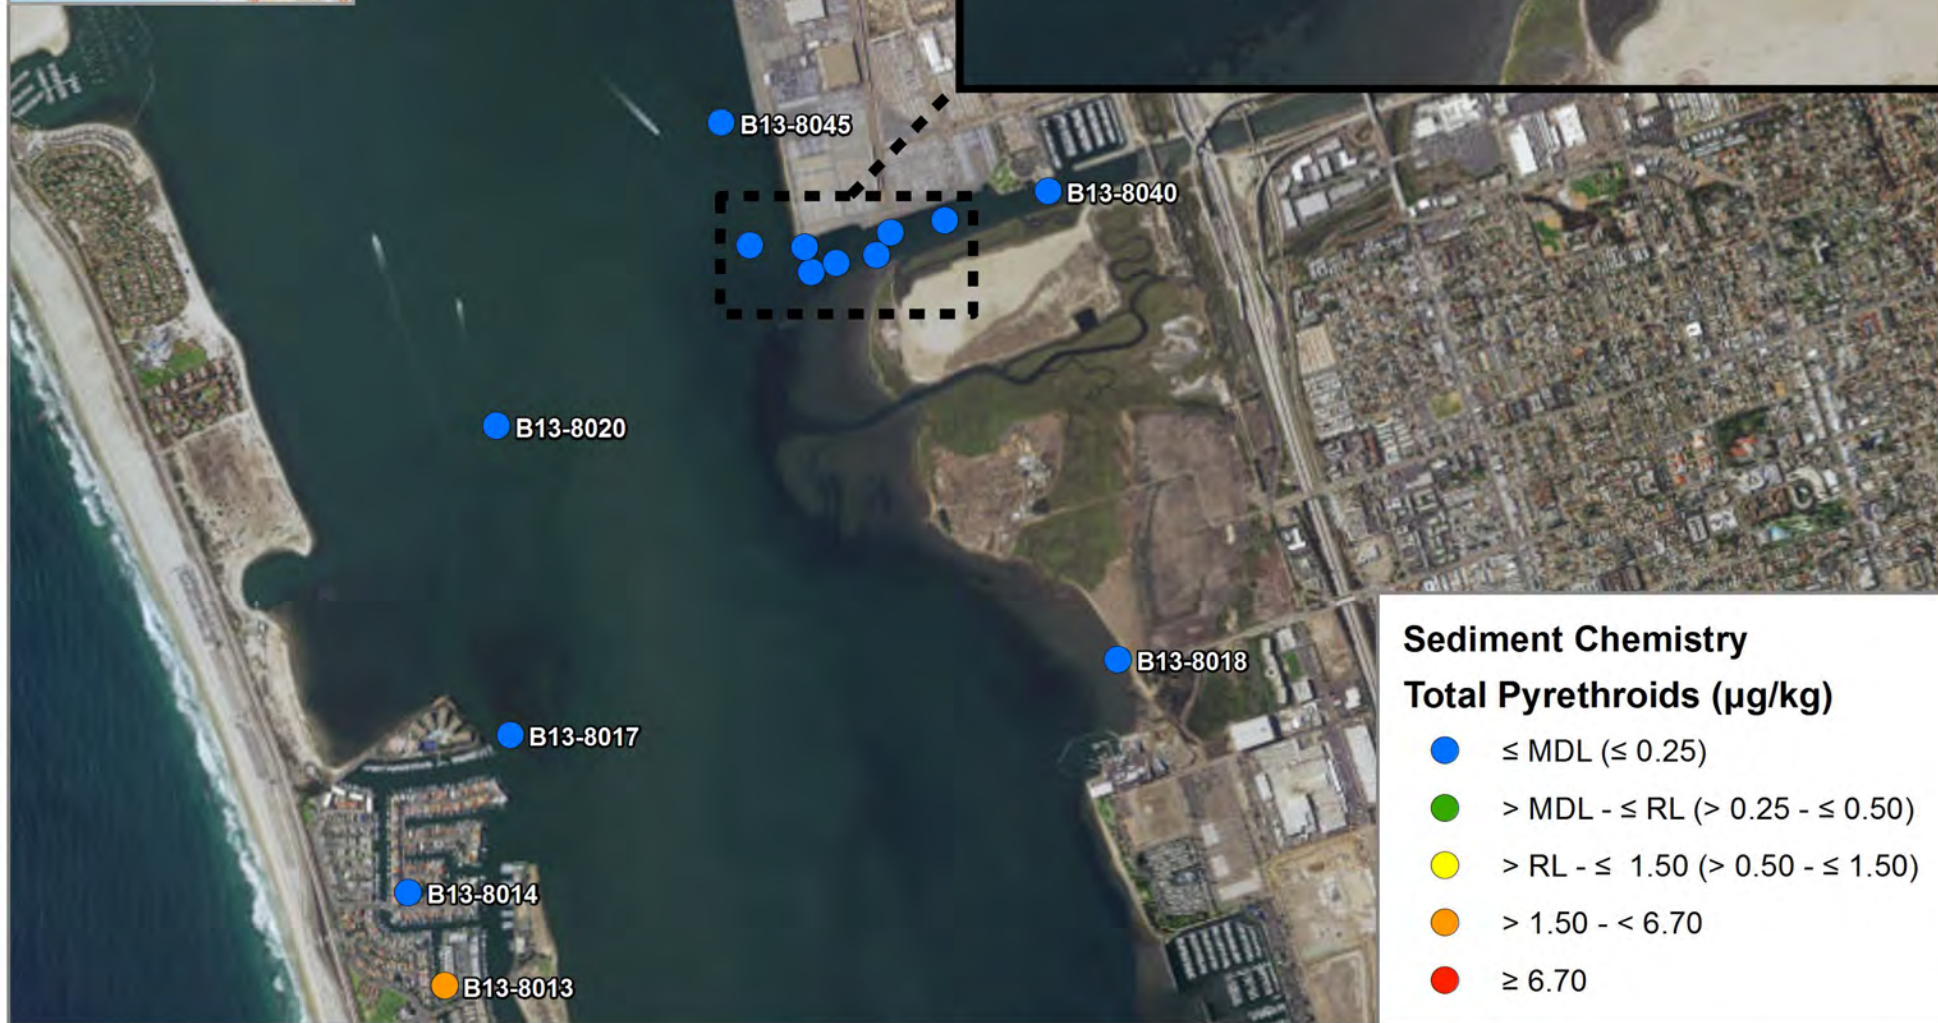 B13-8045
B13-8040
B13-8020
B13-8018
B13-8017
B13-8014
B13-8013
Sediment Chemistry
Total Pyrethroids (µg/kg)
≤ MDL (≤ 0.25)
> MDL - ≤ RL (> 0.25 - ≤ 0.50)
> RL - ≤ 1.50 (> 0.50 - ≤ 1.50)
> 1.50 - < 6.70
≥ 6.70